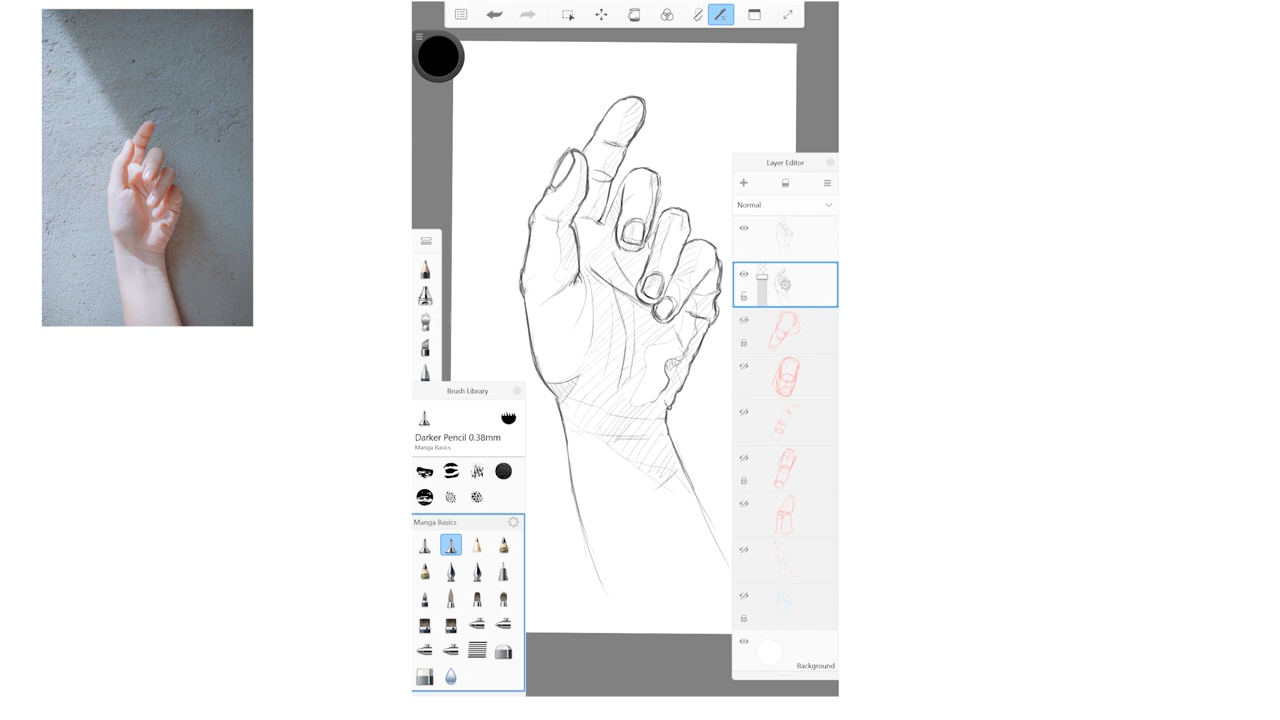 Layer Editor
Normal
Brush Library
Darker Pencil 0.38mm
Manga Basics
Manga Basics
Background